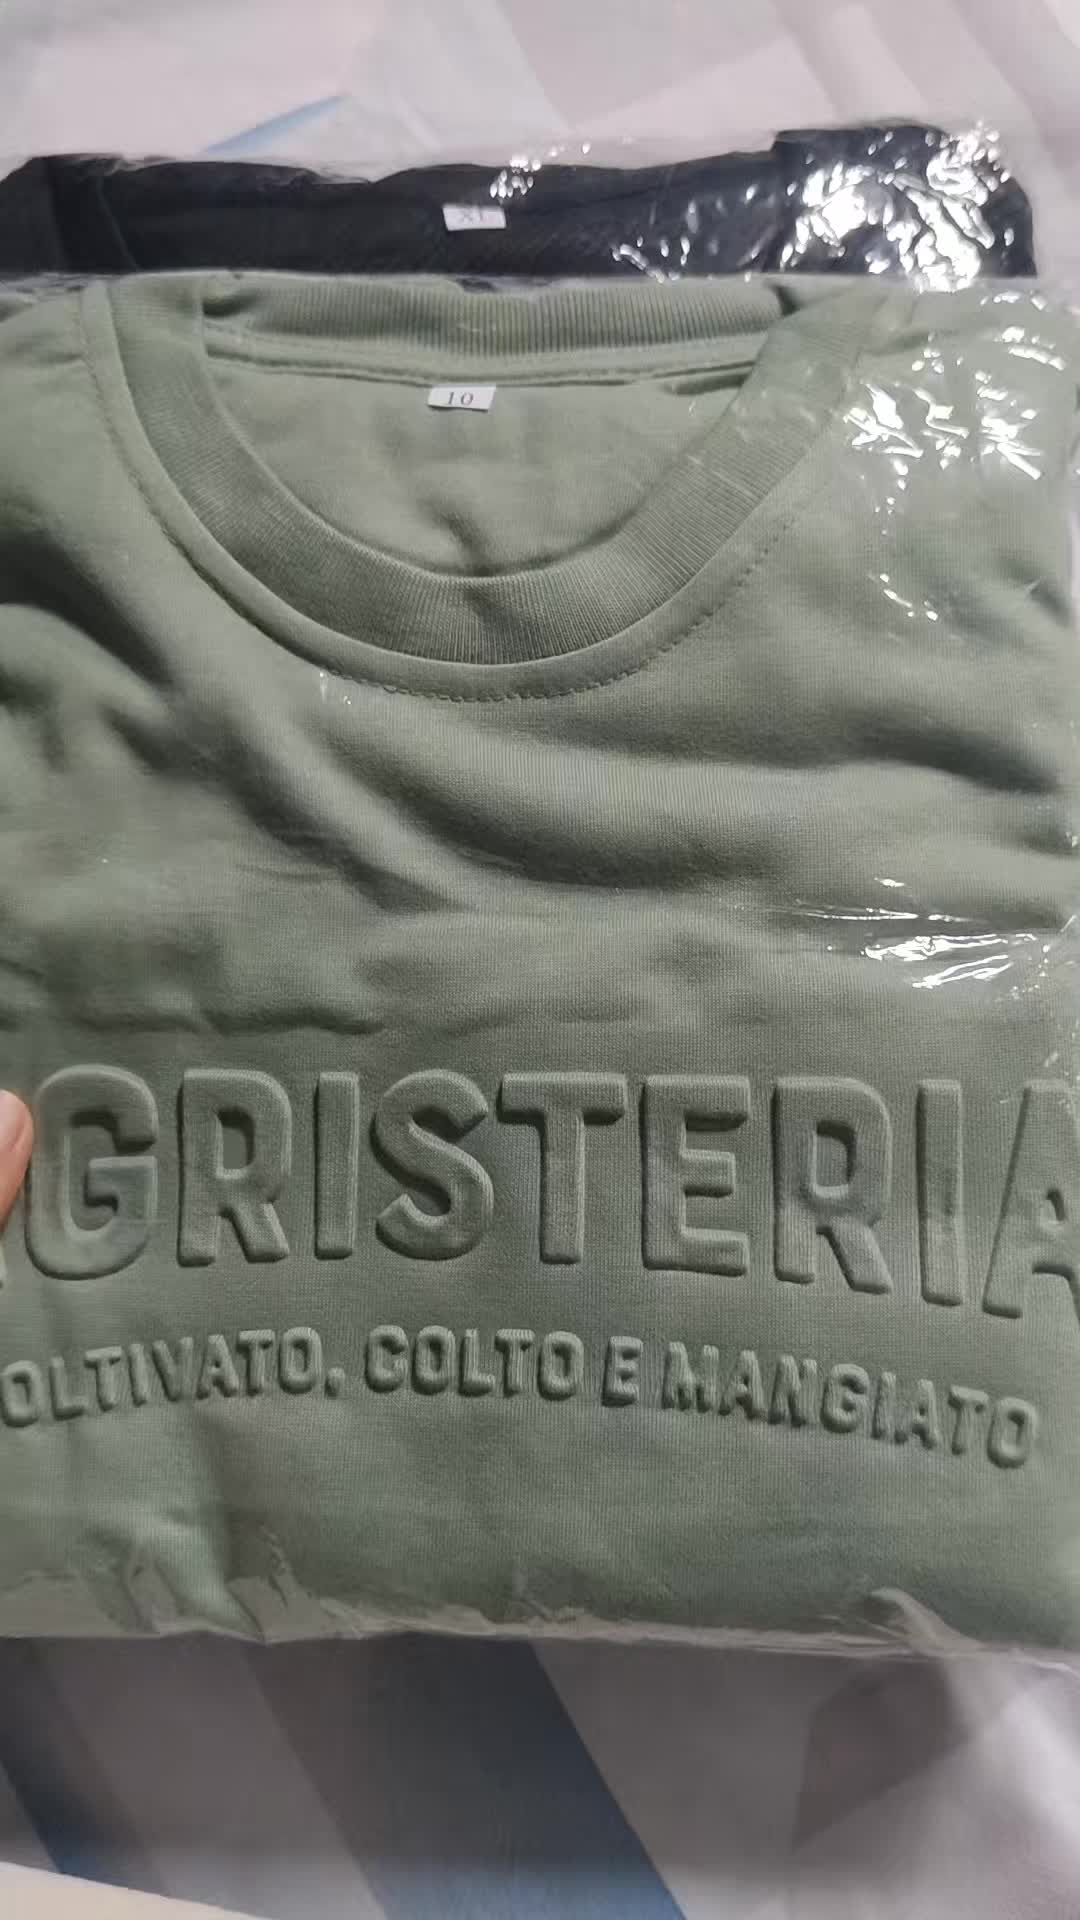 XL
10
GRISTERIA
OLTIVATO, COLTO E MANGIATO